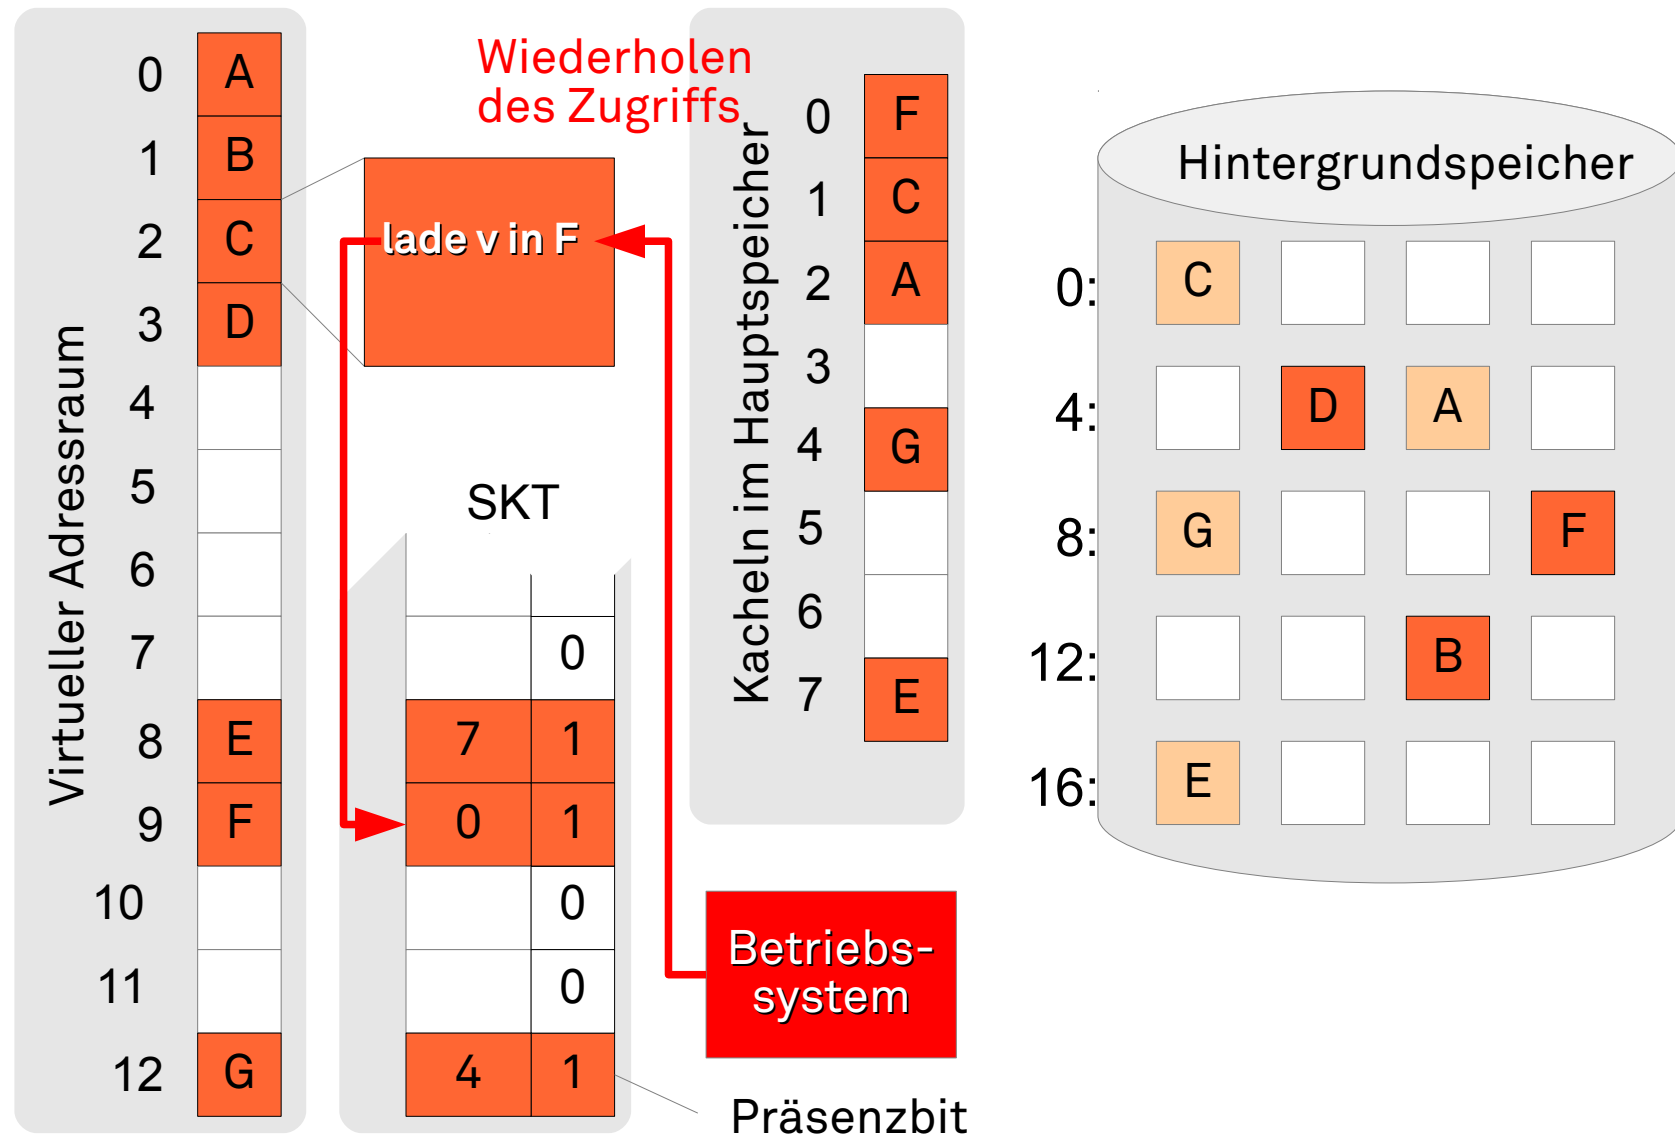 Virtueller Adressraum
0 A
1 B
2 C
3 D
4
5
6
7
8 E
9 F
10
11
12 G
Wiederholen
des Zugriffs
lade v in F
SKT
0
7 1
0 1
0
0
4 1
Präsenzbit
Betriebs-
system
Kacheln im Hauptspeicher
0 F
1 C
2 A
3
4 G
5
6
7 E
Hintergrundspeicher
0: C
4: D A
8: G F
12: B
16: E